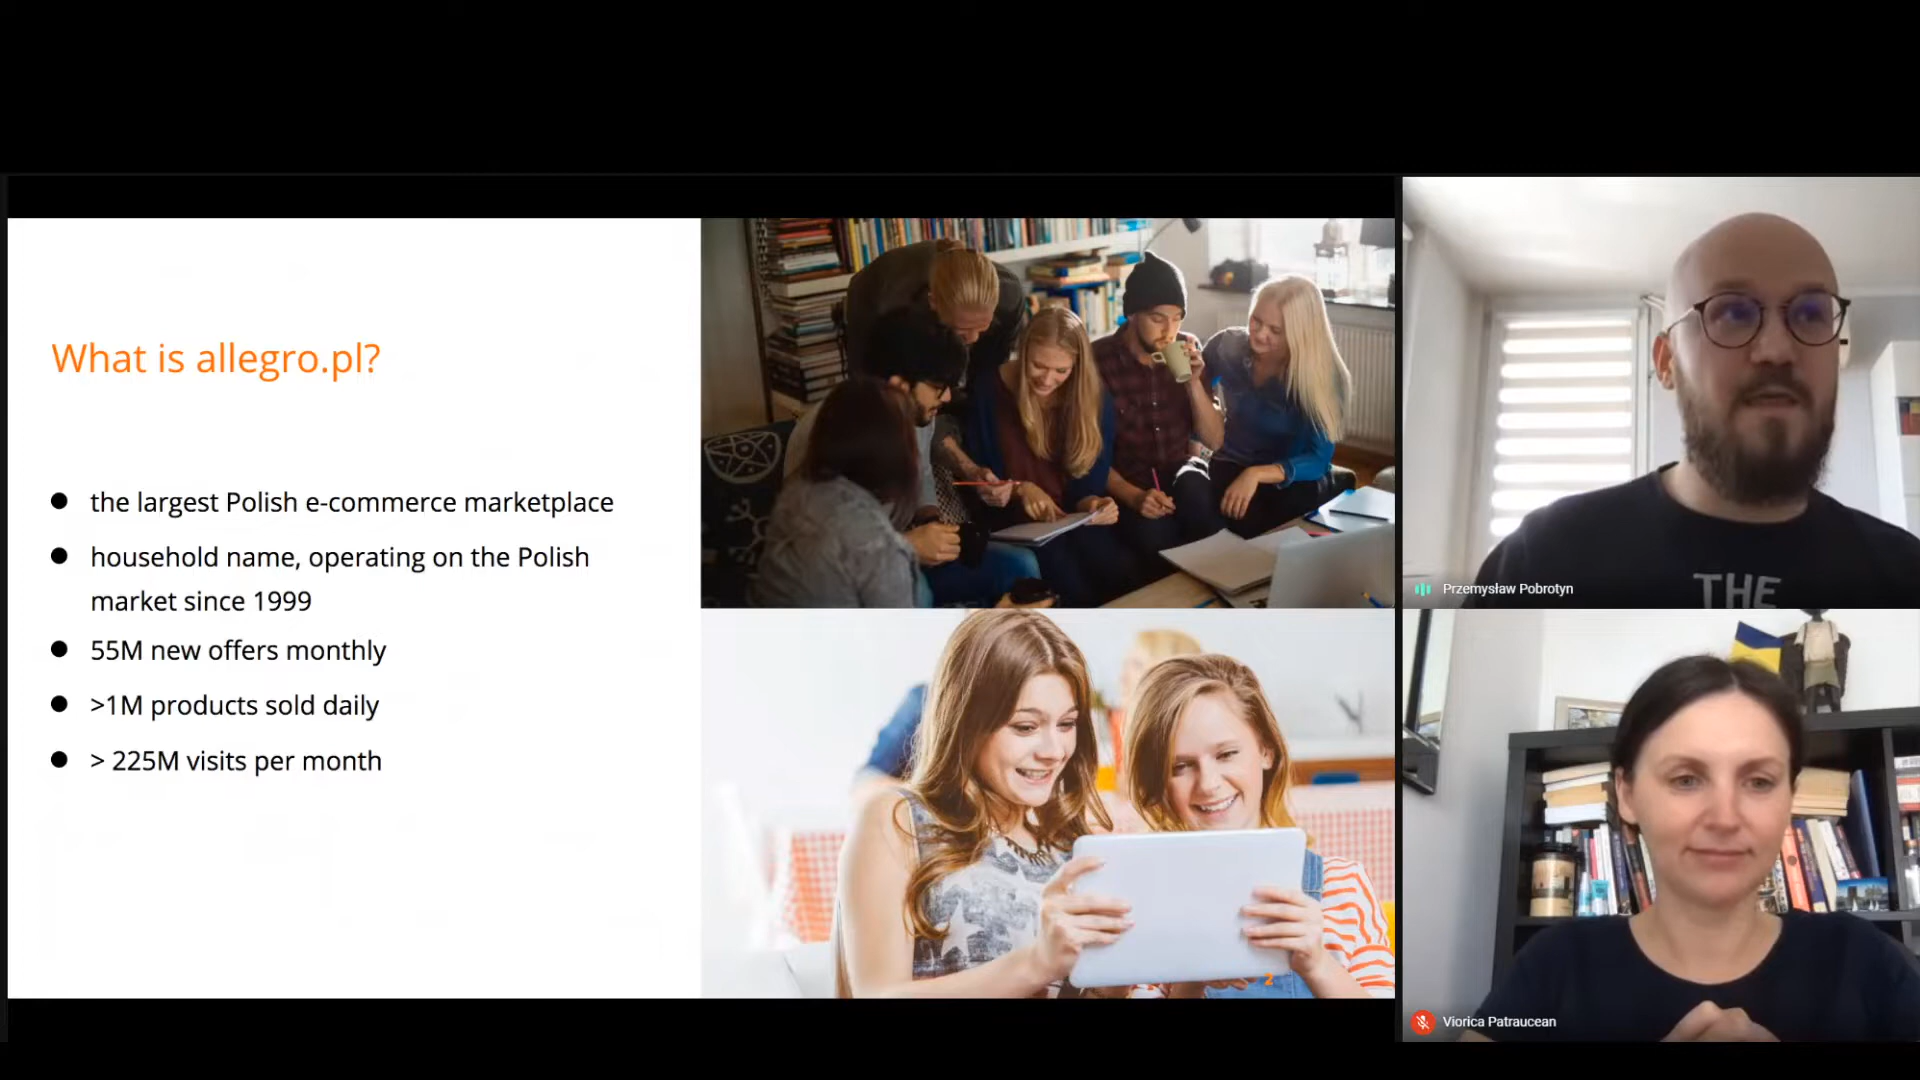 What is allegro.pl?
● the largest Polish e-commerce marketplace
● household name, operating on the Polish
market since 1999
● 55M new offers monthly
● >1M products sold daily
● > 225M visits per month
2
THE
Przemysław Pobrotyn
Viorica Patraucean